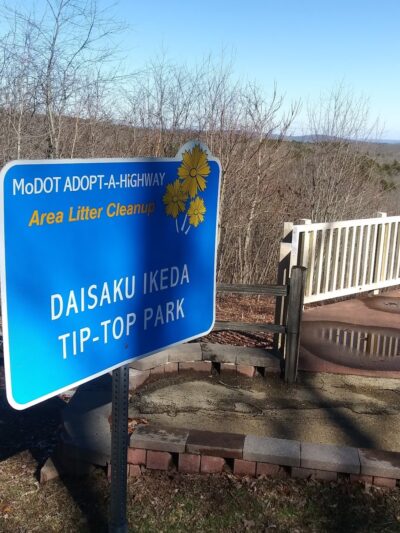 MoDOT ADOPT-A-HiGHWAY
Area Litter Cleanup
DAISAKU IKEDA
TIP-TOP PARK